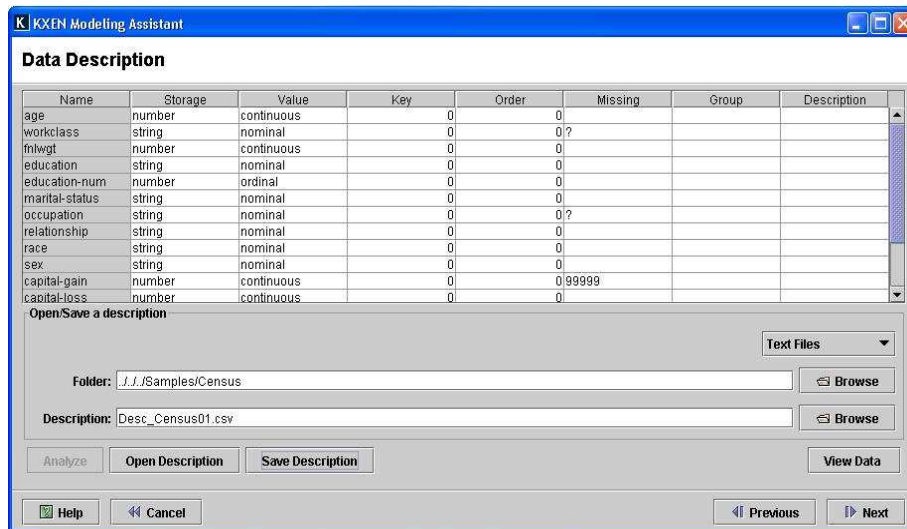 K KXEN Modeling Assistant
Data Description
Name Storage Value Key Order Missing Group Description
age number continuous 0 0
workclass string nominal 0 0 ?
fnlwgt number continuous 0 0
education string nominal 0 0
education-num number ordinal 0 0
marital-status string nominal 0 0
occupation string nominal 0 0 ?
relationship string nominal 0 0
race string nominal 0 0
sex string nominal 0 0
capital-gain number continuous 0 0 99999
capital-loss number continuous 0 0
Open/Save a description
Text Files
Folder: ../../../Samples/Census Browse
Description: Desc_Census01.csv Browse
Analyze Open Description Save Description View Data
Help Cancel Previous Next